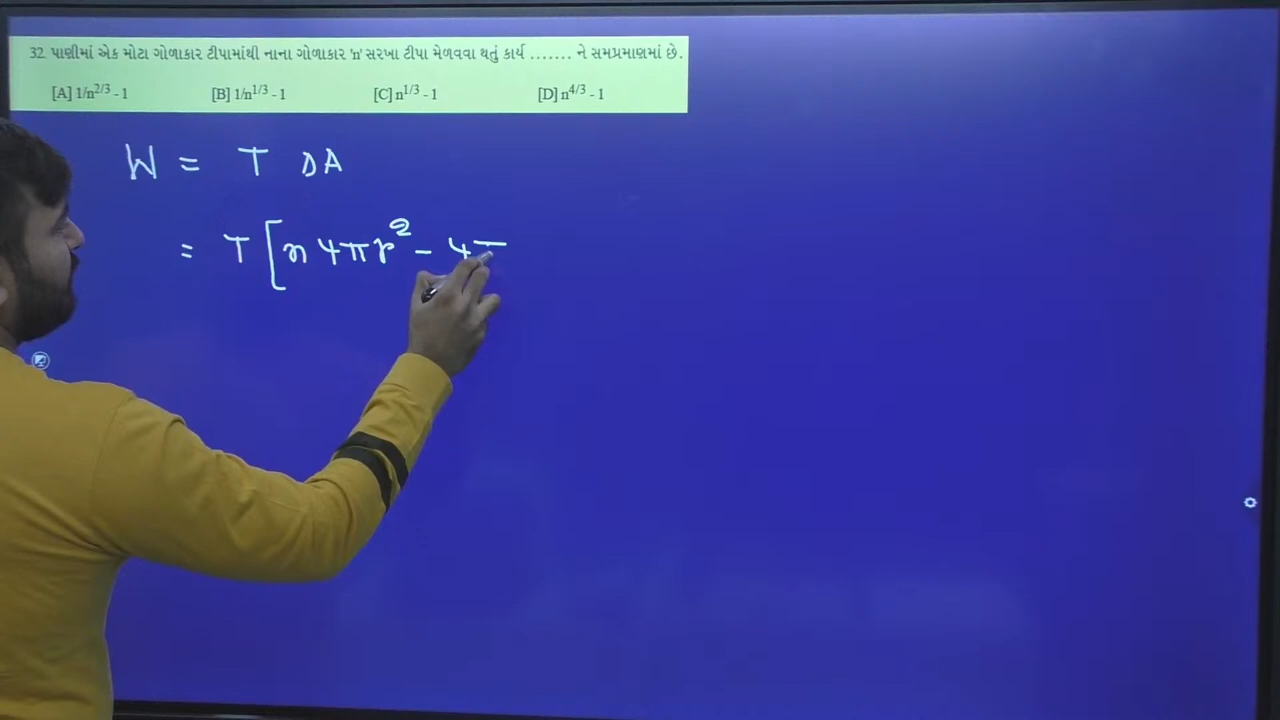 32. પાણીમાં એક મોટા ગોળાકાર ટીપામાંથી નાના ગોળાકાર 'n' સરખા ટીપા મેળવવા થતું કાર્ય ....... ને સમપ્રમાણમાં છે.
[A] 1/n^2/3 - 1 [B] 1/n^1/3 - 1 [C] n^1/3 - 1 [D] n^4/3 - 1
W = T ΔA
= T [n 4πr² - 4π